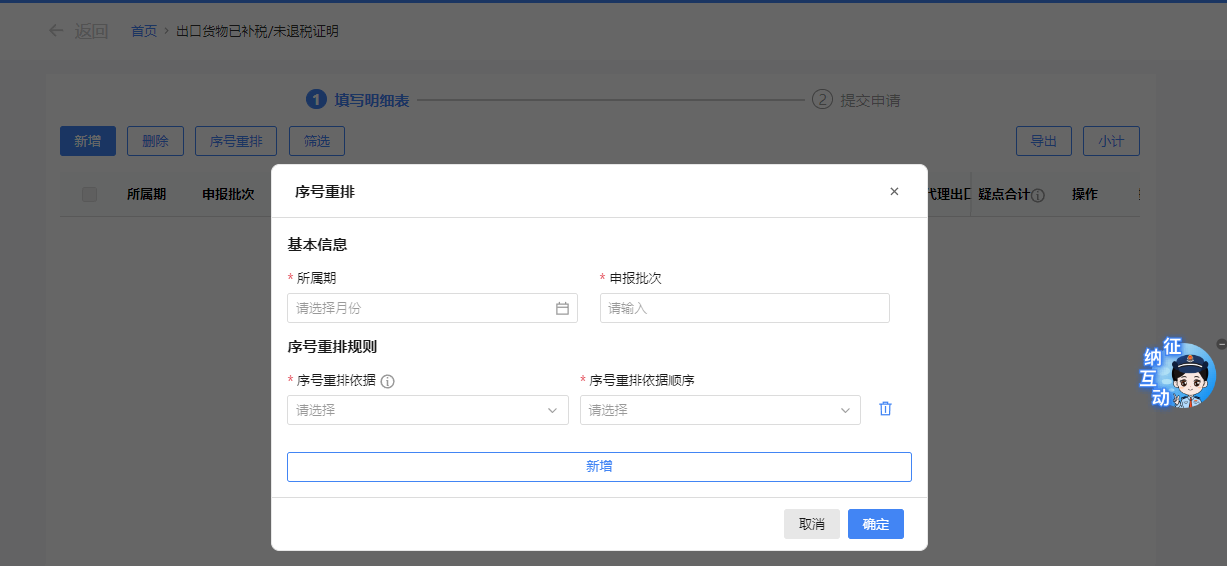 返回 首页 › 出口货物已补税/未退税证明
1 填写明细表 2 提交申请
新增 删除 序号重排 筛选 导出 小计
所属期 申报批次 代理出口 疑点合计 操作
序号重排 ×
基本信息
* 所属期 * 申报批次
请选择月份 请输入
序号重排规则
* 序号重排依据 * 序号重排依据顺序
请选择 请选择
新增
取消 确定
征纳互动